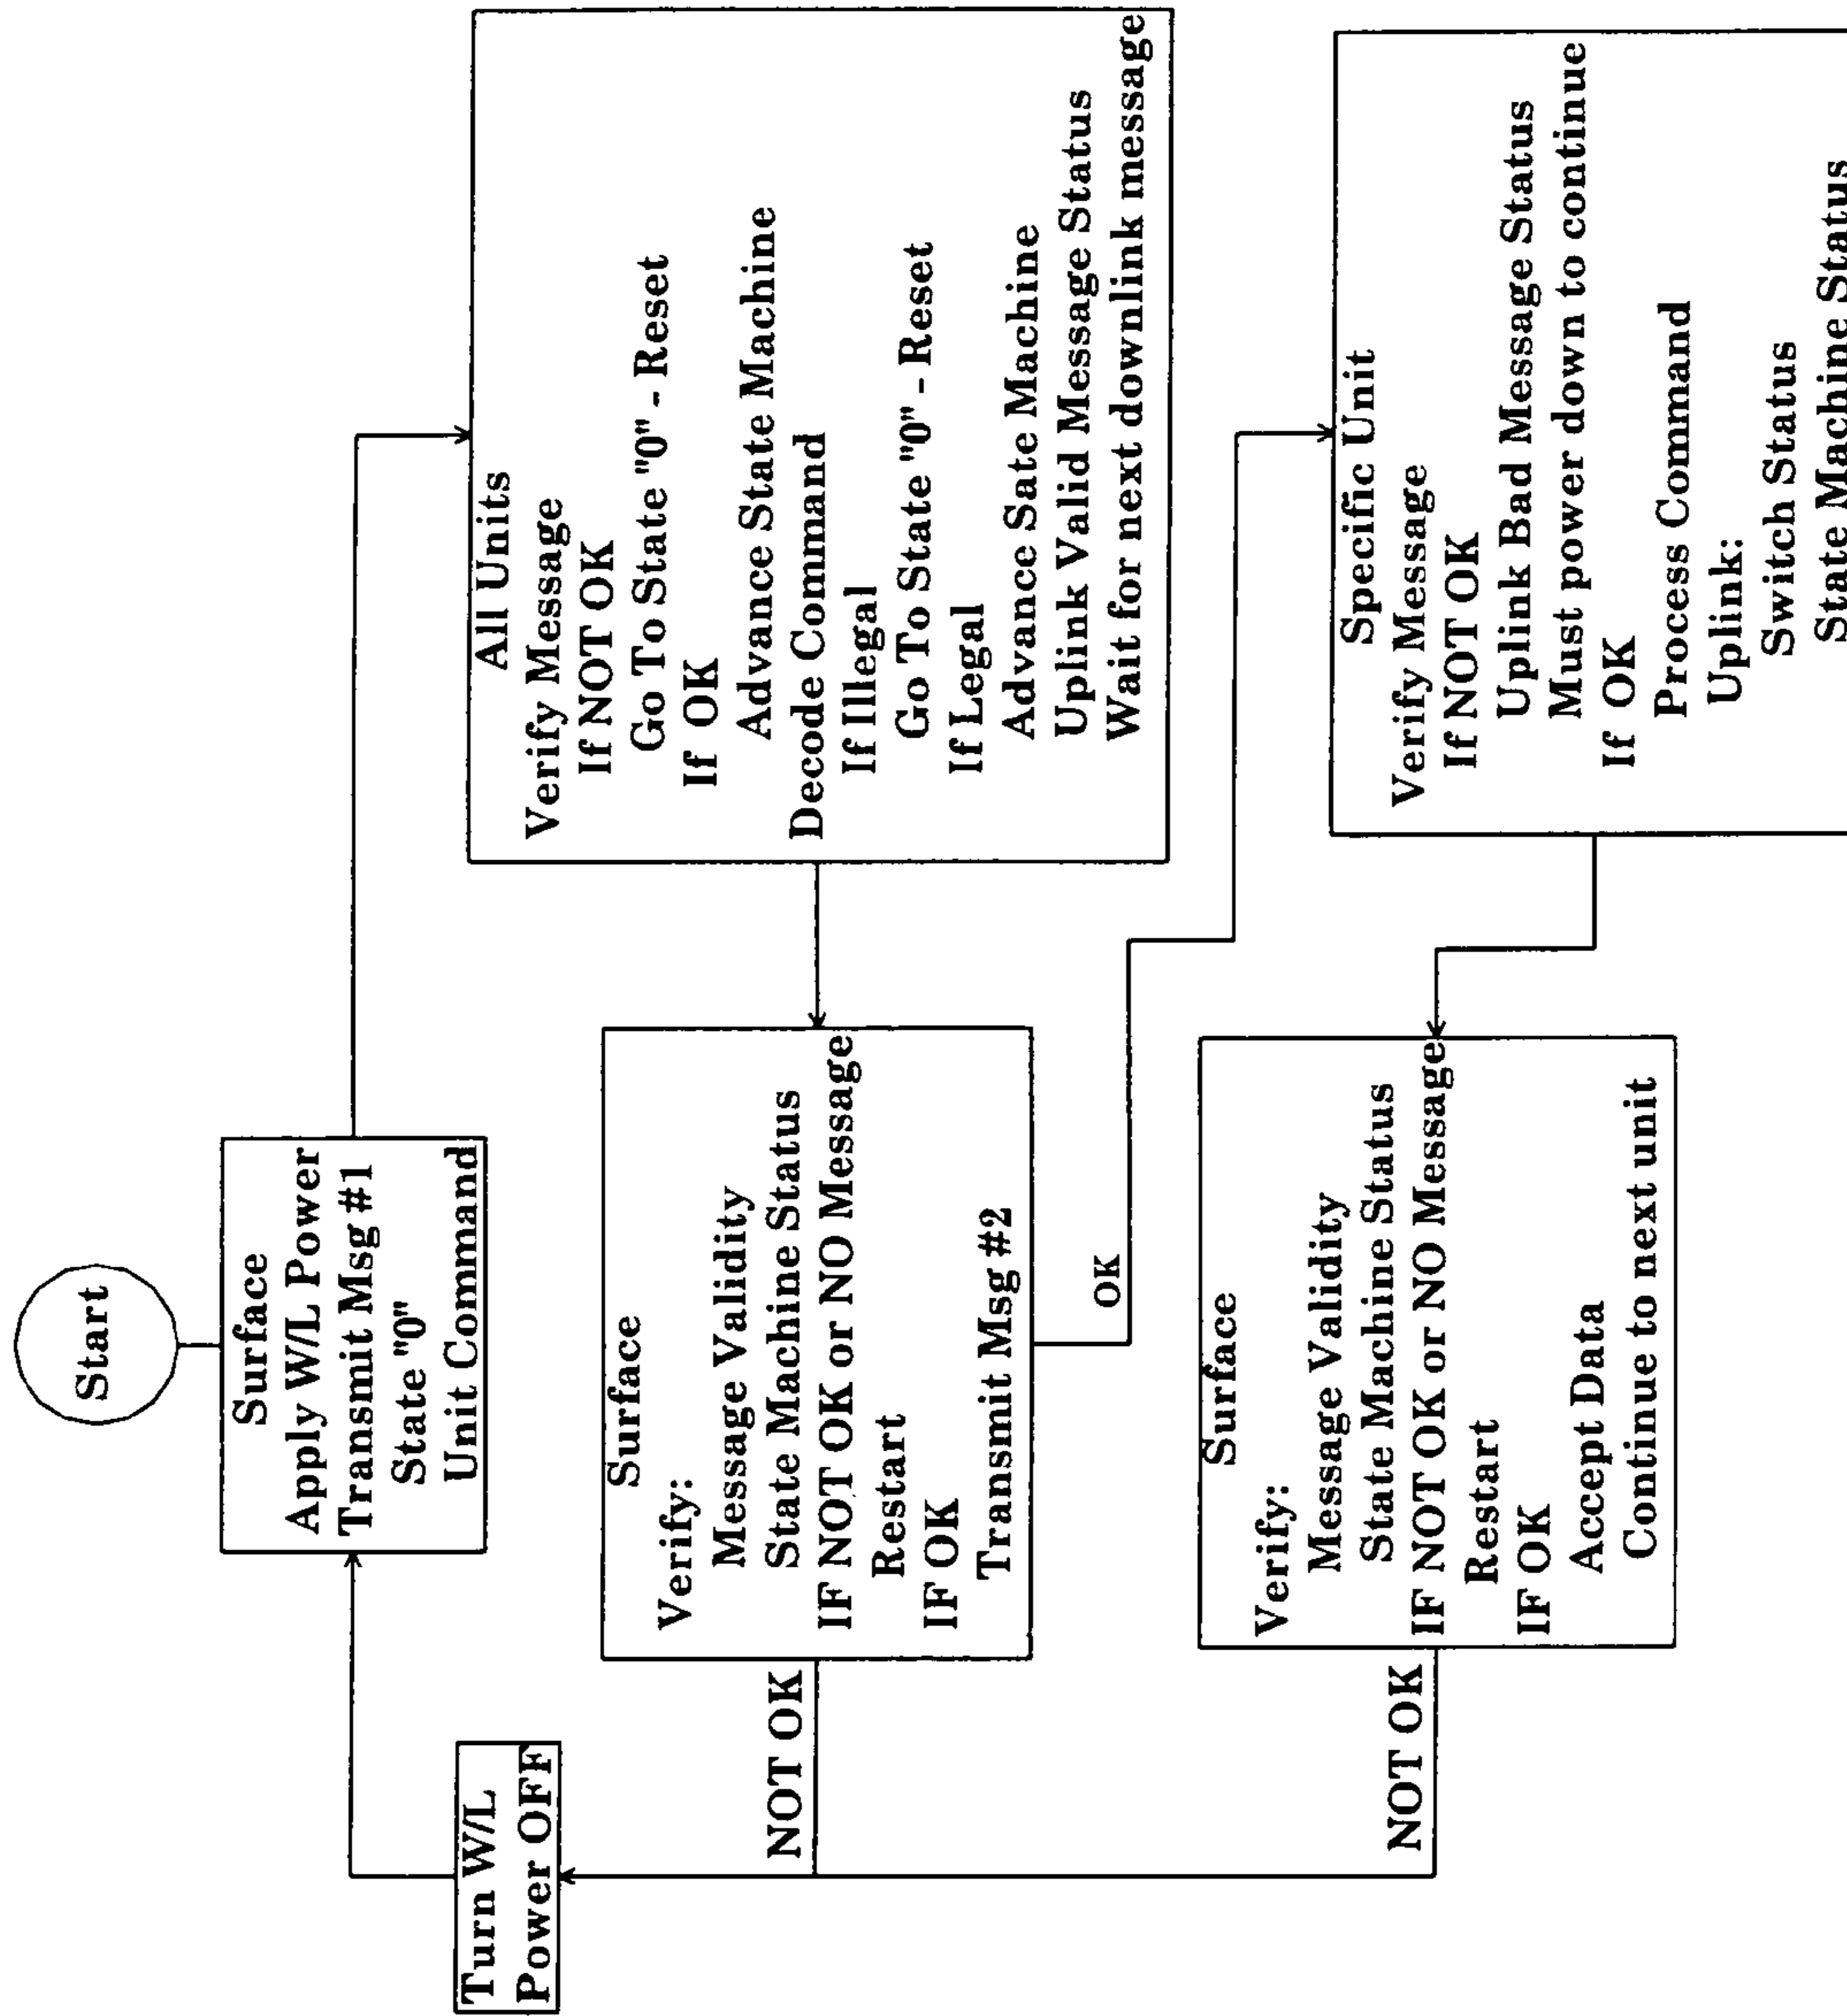 Start
Surface
Apply W/L Power
Transmit Msg #1
State "0"
Unit Command
Turn W/L
Power OFF
All Units
Verify Message
If NOT OK
Go To State "0" - Reset
If OK
Advance State Machine
Decode Command
If Illegal
Go To State "0" - Reset
If Legal
Advance Sate Machine
Uplink Valid Message Status
Wait for next downlink message
Surface
Verify:
Message Validity
State Machine Status
IF NOT OK or NO Message
Restart
IF OK
Transmit Msg #2
NOT OK
OK
Specific Unit
Verify Message
If NOT OK
Uplink Bad Message Status
Must power down to continue
If OK
Process Command
Uplink:
Switch Status
State Machine Status
Surface
Verify:
Message Validity
State Machine Status
IF NOT OK or NO Message
Restart
IF OK
Accept Data
Continue to next unit
NOT OK